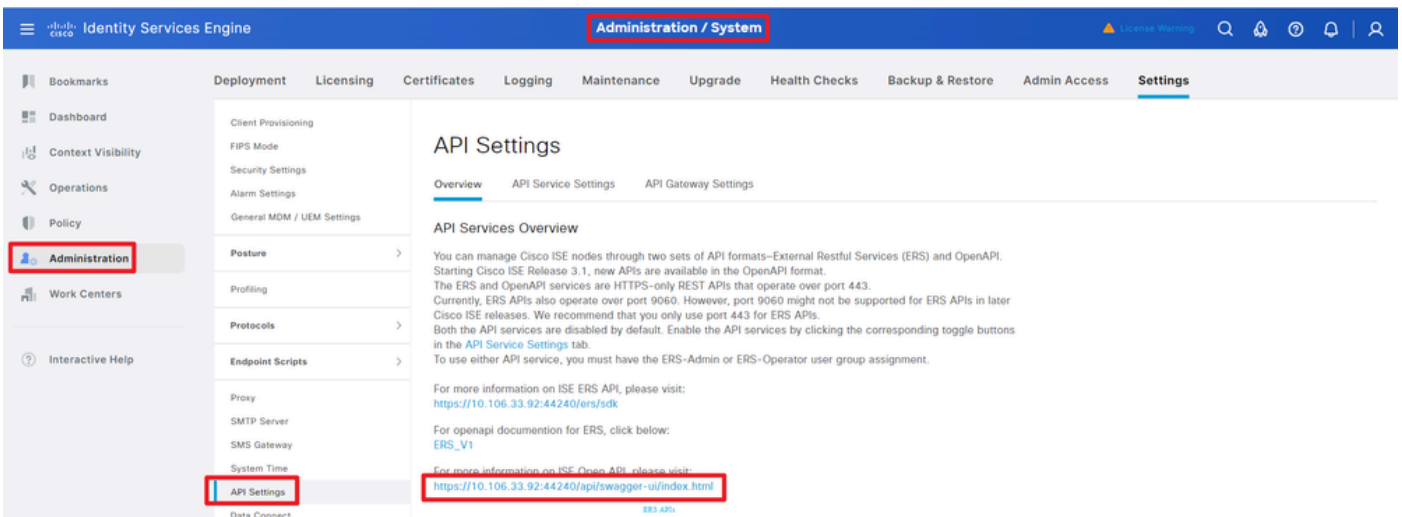 cisco Identity Services Engine
Administration / System
License Warning
Bookmarks
Dashboard
Context Visibility
Operations
Policy
Administration
Work Centers
Interactive Help
Deployment Licensing Certificates Logging Maintenance Upgrade Health Checks Backup & Restore Admin Access Settings
Client Provisioning
FIPS Mode
Security Settings
Alarm Settings
General MDM / UEM Settings
Posture
Profiling
Protocols
Endpoint Scripts
Proxy
SMTP Server
SMS Gateway
System Time
API Settings
Data Connect
API Settings
Overview API Service Settings API Gateway Settings
API Services Overview
You can manage Cisco ISE nodes through two sets of API formats–External Restful Services (ERS) and OpenAPI.
Starting Cisco ISE Release 3.1, new APIs are available in the OpenAPI format.
The ERS and OpenAPI services are HTTPS-only REST APIs that operate over port 443.
Currently, ERS APIs also operate over port 9060. However, port 9060 might not be supported for ERS APIs in later
Cisco ISE releases. We recommend that you only use port 443 for ERS APIs.
Both the API services are disabled by default. Enable the API services by clicking the corresponding toggle buttons
in the API Service Settings tab.
To use either API service, you must have the ERS-Admin or ERS-Operator user group assignment.
For more information on ISE ERS API, please visit:
https://10.106.33.92:44240/ers/sdk
For openapi documention for ERS, click below:
ERS_V1
For more information on ISE Open API, please visit:
https://10.106.33.92:44240/api/swagger-ui/index.html
ERS APIs